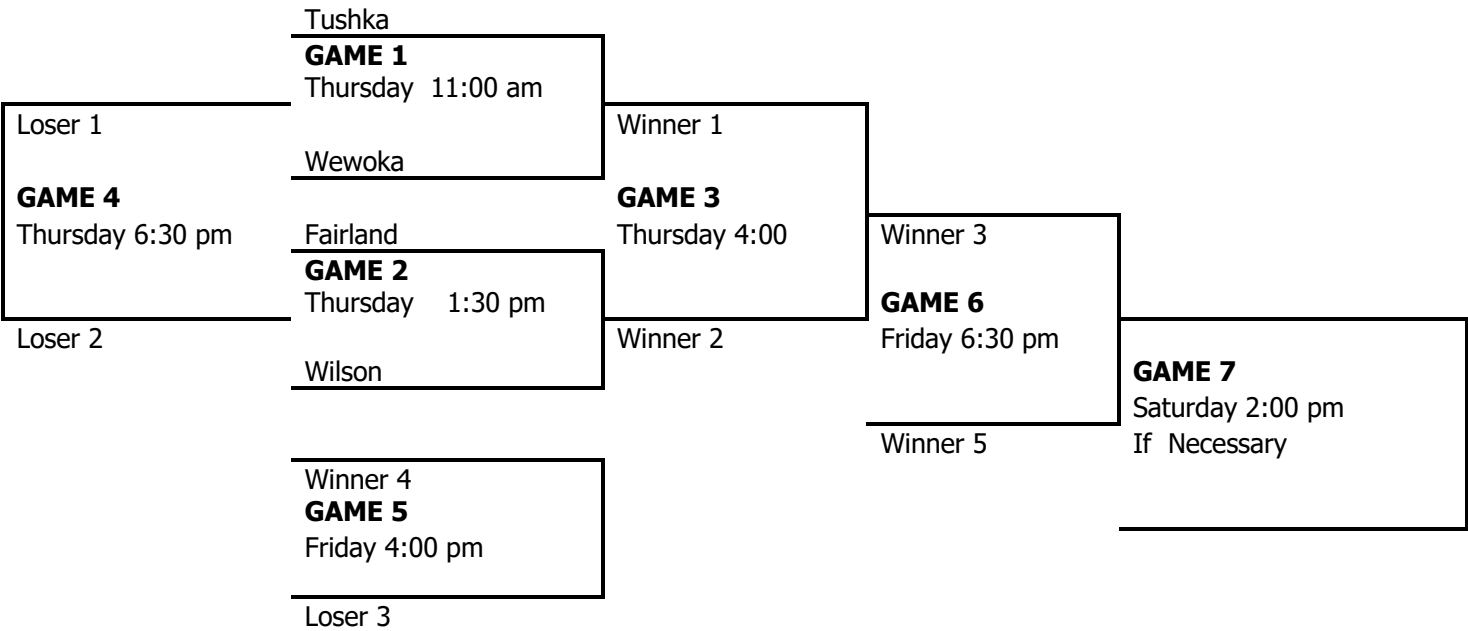 Tushka
GAME 1
Thursday 11:00 am
Loser 1
Winner 1
Wewoka
GAME 4
GAME 3
Thursday 6:30 pm
Fairland
Thursday 4:00
Winner 3
GAME 2
Thursday 1:30 pm
GAME 6
Loser 2
Winner 2
Friday 6:30 pm
Wilson
GAME 7
Saturday 2:00 pm
Winner 5
If Necessary
Winner 4
GAME 5
Friday 4:00 pm
Loser 3